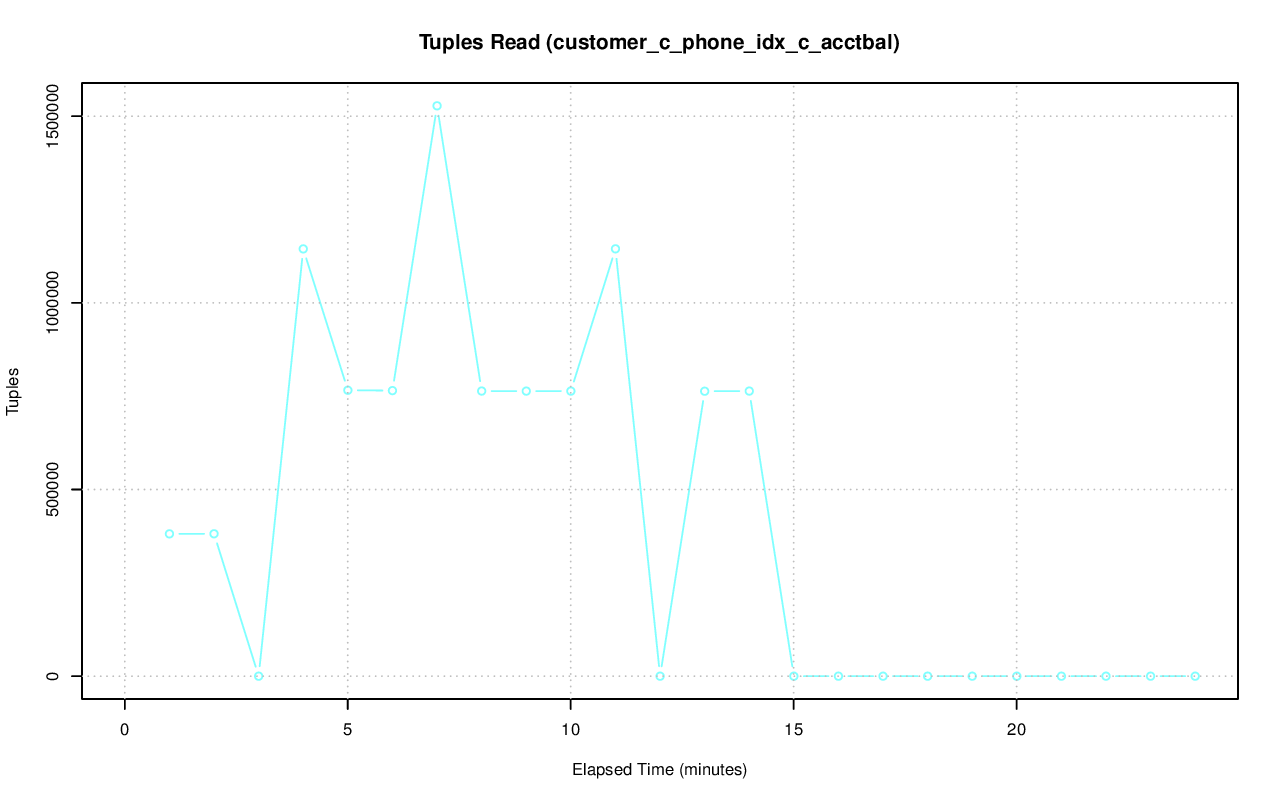 Tuples Read (customer_c_phone_idx_c_acctbal)
1500000
1000000
500000
0
Tuples
0 5 10 15 20
Elapsed Time (minutes)